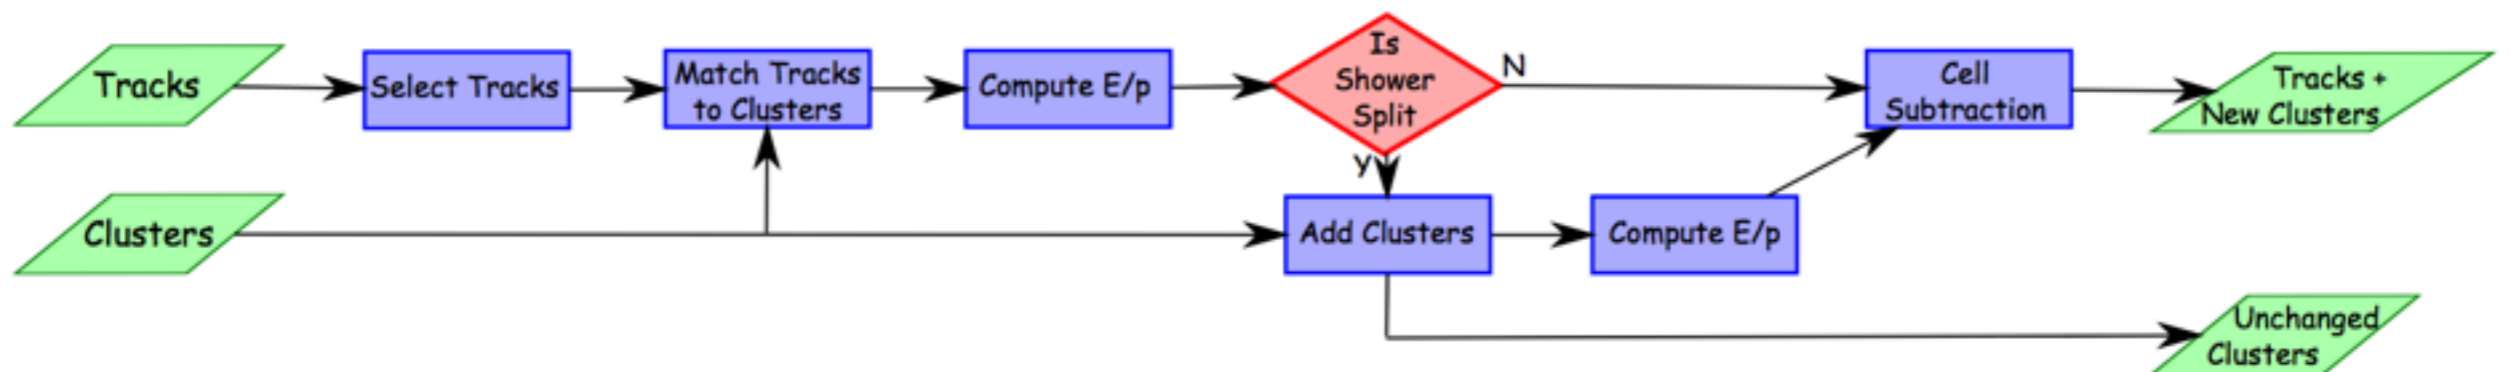 Tracks
Select Tracks
Match Tracks
to Clusters
Compute E/p
Is
Shower
Split
N
Y
Cell
Subtraction
Tracks +
New Clusters
Clusters
Add Clusters
Compute E/p
Unchanged
Clusters